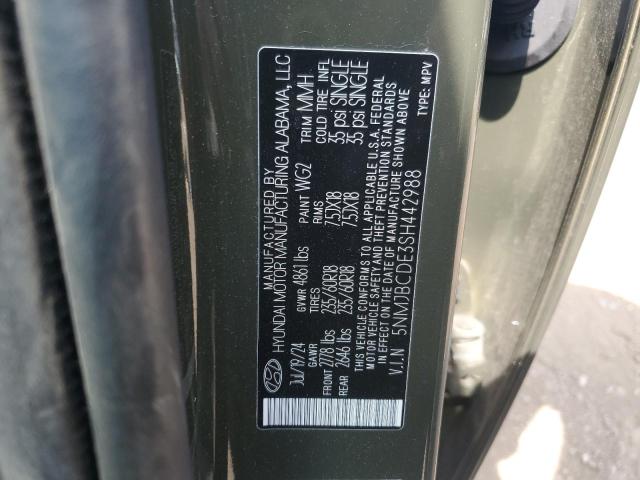 MANUFACTURED BY
HYUNDAI MOTOR MANUFACTURING ALABAMA, LLC
Jul/19/24 GVWR 4861 lbs PAINT WG2 TRIM MMH
GAWR TIRES RIMS COLD TIRE INFL
FRONT 2778 lbs 235/60R18 7.5JX18 35 psi SINGLE
REAR 2646 lbs 235/60R18 7.5JX18 35 psi SINGLE
THIS VEHICLE CONFORMS TO ALL APPLICABLE U.S.A. FEDERAL
MOTOR VEHICLE SAFETY AND THEFT PREVENTION STANDARDS
IN EFFECT ON THE DATE OF MANUFACTURE SHOWN ABOVE
V.I.N 5NMJBCDE3SH442988
TYPE: MPV